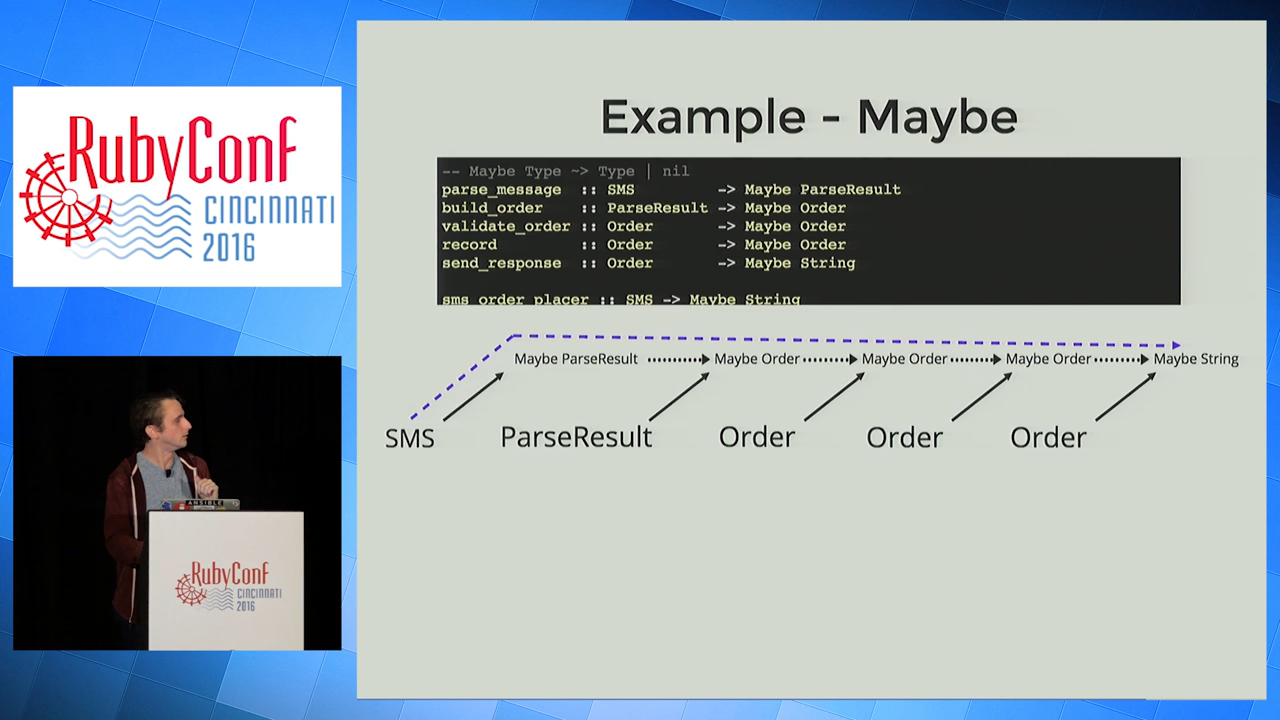 RubyConf
CINCINNATI
2016
Example - Maybe
-- Maybe Type ~> Type | nil
parse_message :: SMS -> Maybe ParseResult
build_order :: ParseResult -> Maybe Order
validate_order :: Order -> Maybe Order
record :: Order -> Maybe Order
send_response :: Order -> Maybe String
sms_order_placer :: SMS -> Maybe String
Maybe ParseResult Maybe Order Maybe Order Maybe Order Maybe String
SMS ParseResult Order Order Order
ANSIBLE
RubyConf
CINCINNATI
2016